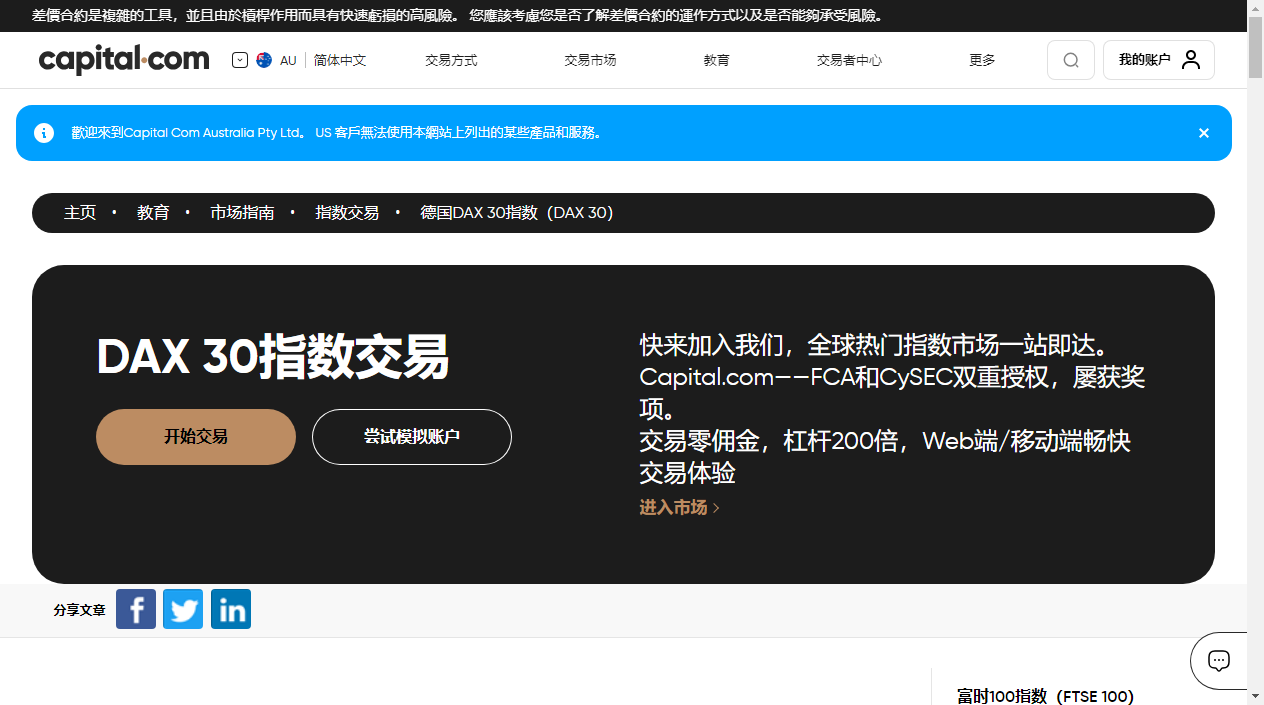 差價合約是複雜的工具，並且由於槓桿作用而具有快速虧損的高風險。 您應該考慮您是否了解差價合約的運作方式以及是否能夠承受風險。
capital.com
AU
简体中文
交易方式
交易市场
教育
交易者中心
更多
我的账户
歡迎來到Capital Com Australia Pty Ltd。 US 客戶無法使用本網站上列出的某些產品和服務。
主页 • 教育 • 市场指南 • 指数交易 • 德国DAX 30指数（DAX 30）
DAX 30指数交易
开始交易
尝试模拟账户
快来加入我们，全球热门指数市场一站即达。
Capital.com——FCA和CySEC双重授权，屡获奖
项。
交易零佣金，杠杆200倍，Web端/移动端畅快
交易体验
进入市场
分享文章
富时100指数（FTSE 100）